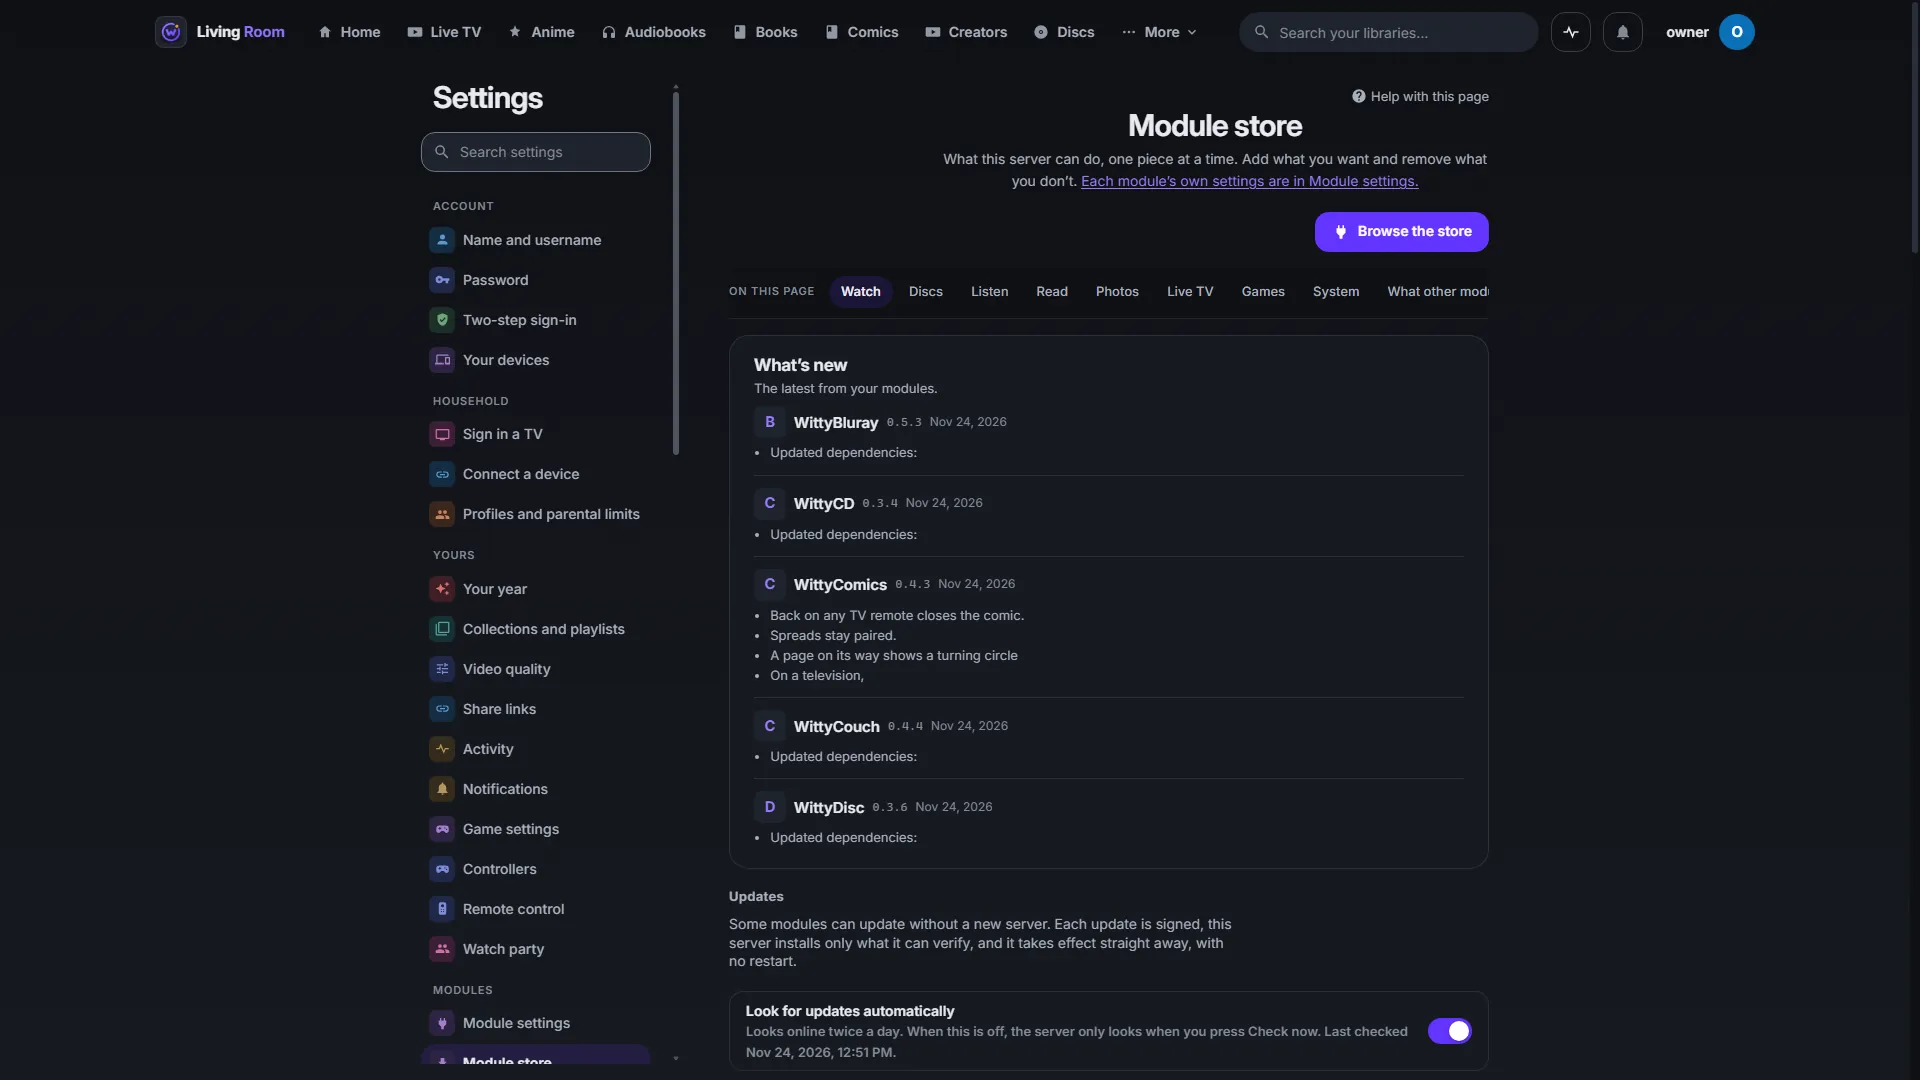 Living Room
Home
Live TV
Anime
Audiobooks
Books
Comics
Creators
Discs
More
Search your libraries...
owner
O
Settings
Search settings
ACCOUNT
Name and username
Password
Two-step sign-in
Your devices
HOUSEHOLD
Sign in a TV
Connect a device
Profiles and parental limits
YOURS
Your year
Collections and playlists
Video quality
Share links
Activity
Notifications
Game settings
Controllers
Remote control
Watch party
MODULES
Module settings
Module store
Help with this page
Module store
What this server can do, one piece at a time. Add what you want and remove what
you don't. Each module's own settings are in Module settings.
Browse the store
ON THIS PAGE
Watch
Discs
Listen
Read
Photos
Live TV
Games
System
What other modu
What's new
The latest from your modules.
B
WittyBluray 0.5.3 Nov 24, 2026
• Updated dependencies:
C
WittyCD 0.3.4 Nov 24, 2026
• Updated dependencies:
C
WittyComics 0.4.3 Nov 24, 2026
• Back on any TV remote closes the comic.
• Spreads stay paired.
• A page on its way shows a turning circle
• On a television,
C
WittyCouch 0.4.4 Nov 24, 2026
• Updated dependencies:
D
WittyDisc 0.3.6 Nov 24, 2026
• Updated dependencies:
Updates
Some modules can update without a new server. Each update is signed, this
server installs only what it can verify, and it takes effect straight away, with
no restart.
Look for updates automatically
Looks online twice a day. When this is off, the server only looks when you press Check now. Last checked
Nov 24, 2026, 12:51 PM.